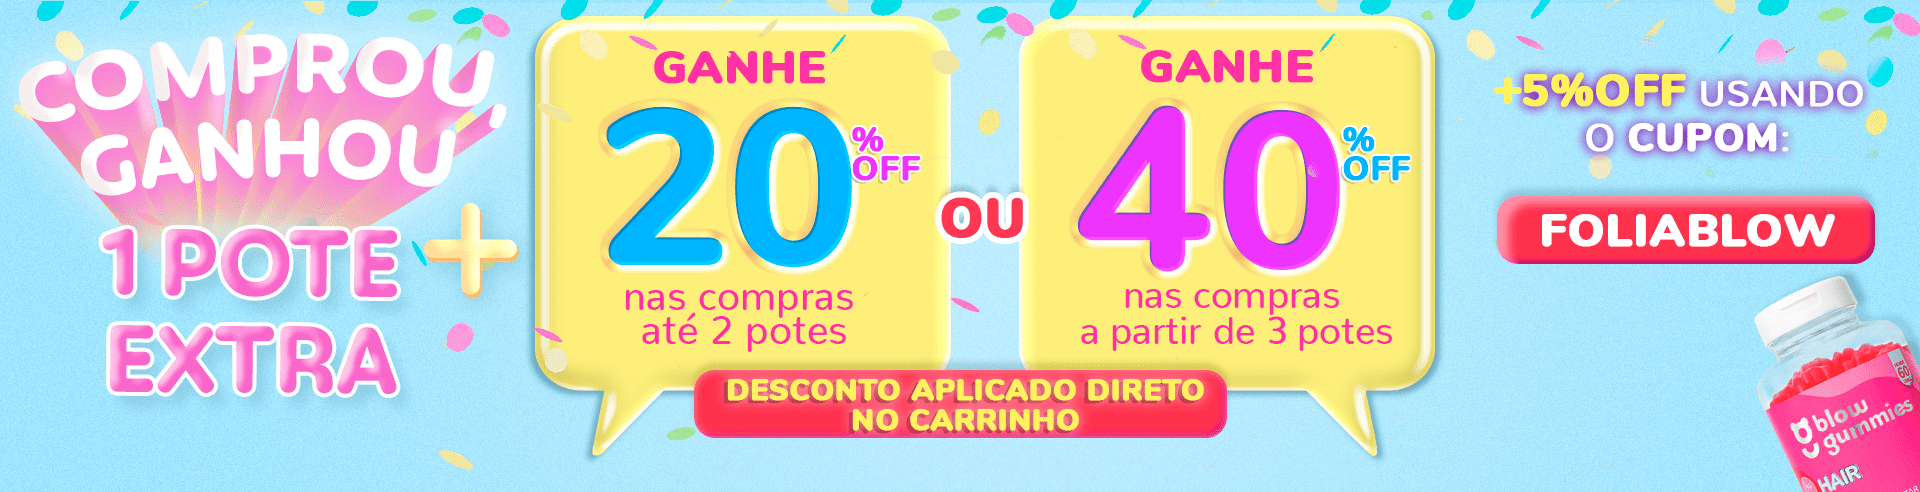 COMPROU,
GANHOU
1 POTE
EXTRA
+
GANHE
20
%
OFF
nas compras
até 2 potes
OU
GANHE
40
%
OFF
nas compras
a partir de 3 potes
DESCONTO APLICADO DIRETO
NO CARRINHO
+5%OFF USANDO
O CUPOM:
FOLIABLOW
blow
gummies
HAIR
60